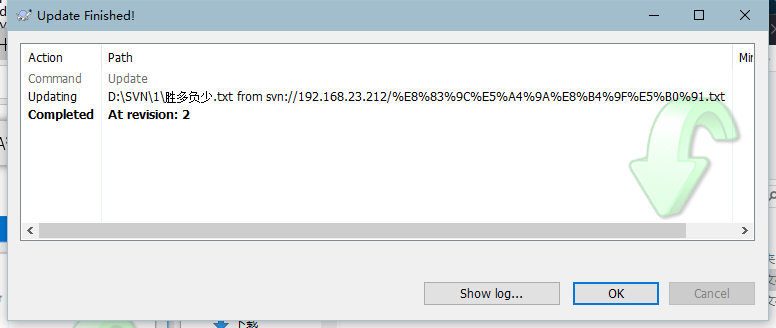 Update Finished!
Action Path
Command Update
Updating D:\SVN\1\胜多负少.txt from svn://192.168.23.212/%E8%83%9C%E5%A4%9A%E8%B4%9F%E5%B0%91.txt
Completed At revision: 2
Show log... OK Cancel
下载